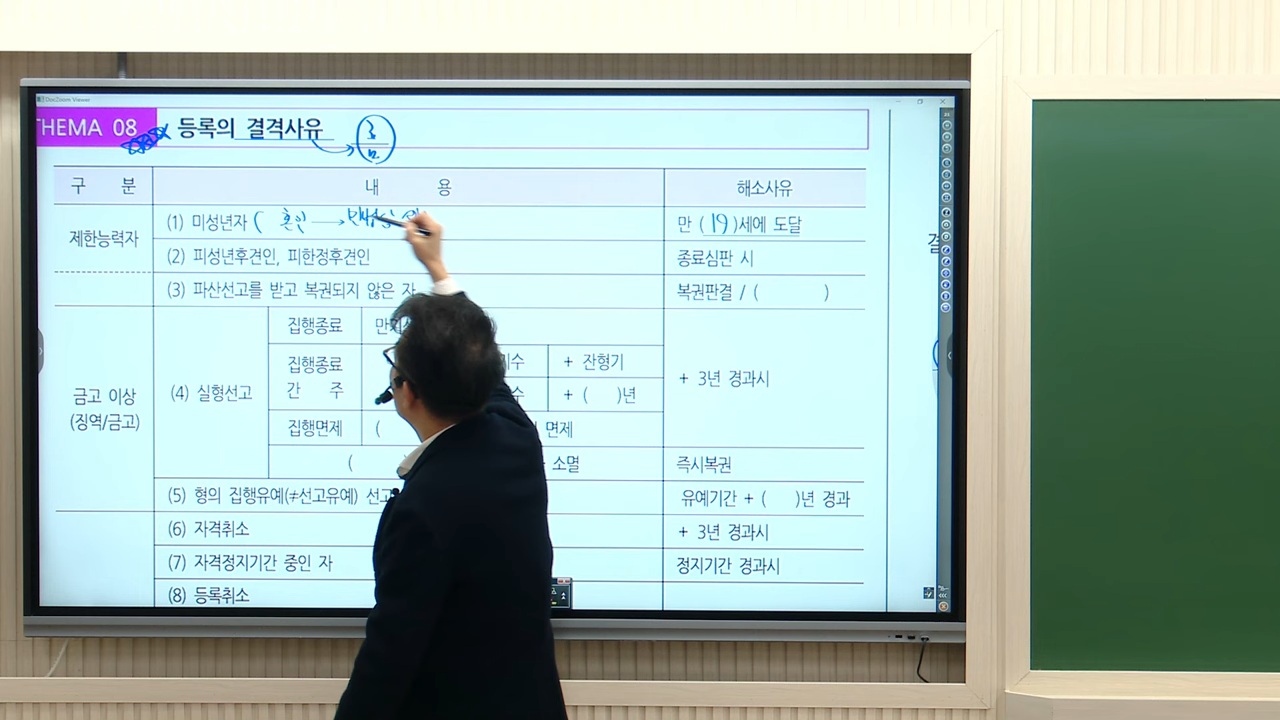 THEMA 08 등록의 결격사유
구 분 내 용 해소사유
제한능력자
(1) 미성년자 ( 혼인 →
만 ( 19 )세에 도달
(2) 피성년후견인, 피한정후견인 종료심판 시
(3) 파산선고를 받고 복권되지 않은 자 복권판결 / ( )
금고 이상
(징역/금고)
(4) 실형선고
집행종료
집행종료
간 주
+ 잔형기
+ ( )년
집행면제 ( 면제
+ 3년 경과시
( 소멸 즉시복권
(5) 형의 집행유예(≠선고유예) 유예기간 + ( )년 경과
(6) 자격취소 + 3년 경과시
(7) 자격정지기간 중인 자 정지기간 경과시
(8) 등록취소